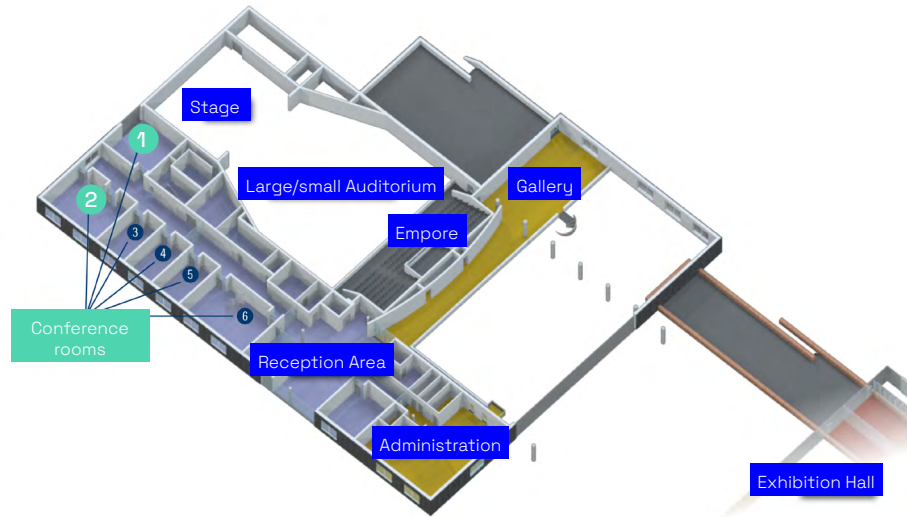 Stage
1
Large/small Auditorium
Gallery
2
Empore
3
4
5
6
Conference
rooms
Reception Area
Administration
Exhibition Hall